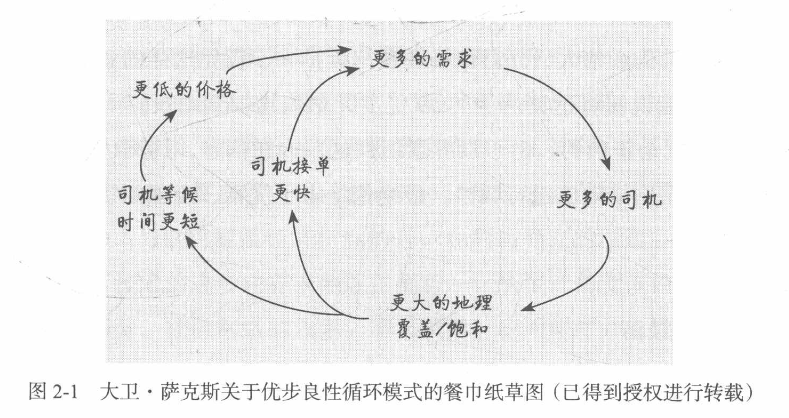 更多的需求
更低的价格
司机接单
更快
司机等候
时间更短
更多的司机
更大的地理
覆盖/饱和
图 2-1 大卫·萨克斯关于优步良性循环模式的餐巾纸草图（已得到授权进行转载）